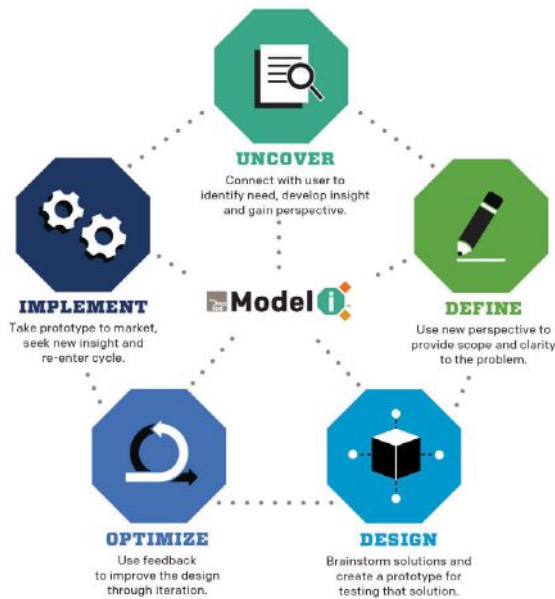 UNCOVER
Connect with user to
identify need, develop insight
and gain perspective.
IMPLEMENT
Take prototype to market,
seek new insight and
re-enter cycle.
Model i
DEFINE
Use new perspective to
provide scope and clarity
to the problem.
OPTIMIZE
Use feedback
to improve the design
through iteration.
DESIGN
Brainstorm solutions and
create a prototype for
testing that solution.